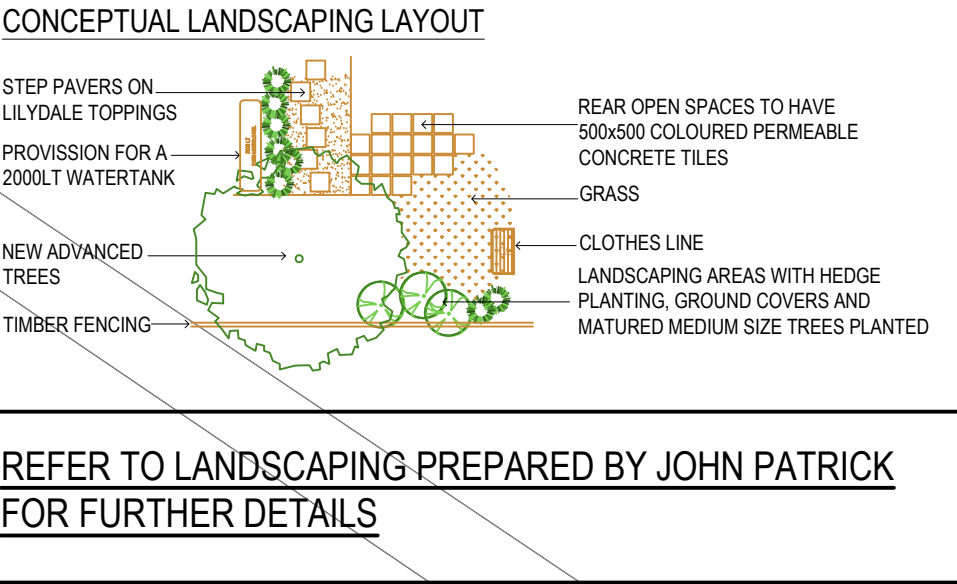 CONCEPTUAL LANDSCAPING LAYOUT
STEP PAVERS ON
LILYDALE TOPPINGS
PROVISSION FOR A
2000LT WATERTANK
NEW ADVANCED
TREES
TIMBER FENCING
REAR OPEN SPACES TO HAVE
500x500 COLOURED PERMEABLE
CONCRETE TILES
GRASS
CLOTHES LINE
LANDSCAPING AREAS WITH HEDGE
PLANTING, GROUND COVERS AND
MATURED MEDIUM SIZE TREES PLANTED
REFER TO LANDSCAPING PREPARED BY JOHN PATRICK
FOR FURTHER DETAILS